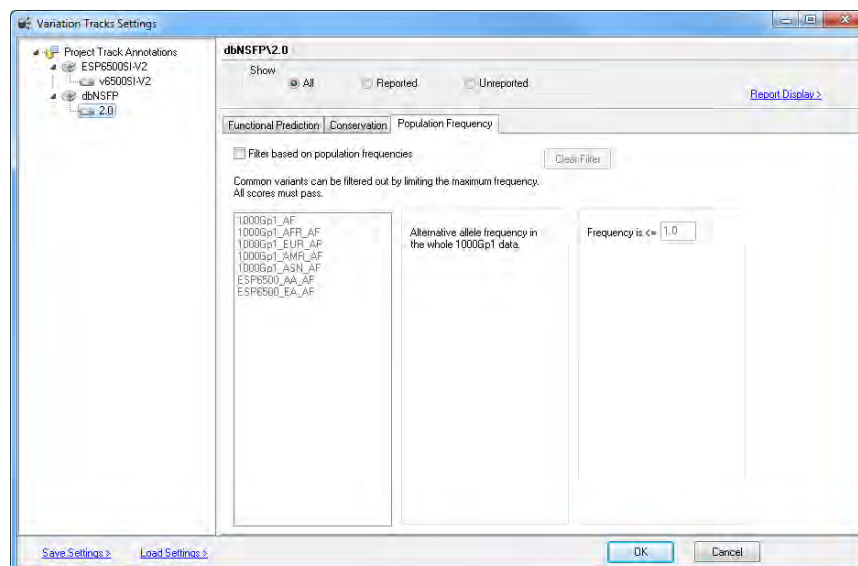 Variation Tracks Settings
Project Track Annotations
ESP6500SI-V2
v6500SI-V2
dbNSFP
2.0
dbNSFP\2.0
Show
All Reported Unreported
Report Display >
Functional Prediction Conservation Population Frequency
Filter based on population frequencies
Clear Filter
Common variants can be filtered out by limiting the maximum frequency.
All scores must pass.
1000Gp1_AF
1000Gp1_AFR_AF
1000Gp1_EUR_AF
1000Gp1_AMR_AF
1000Gp1_ASN_AF
ESP6500_AA_AF
ESP6500_EA_AF
Alternative allele frequency in
the whole 1000Gp1 data.
Frequency is <= 1.0
Save Settings > Load Settings >
OK Cancel